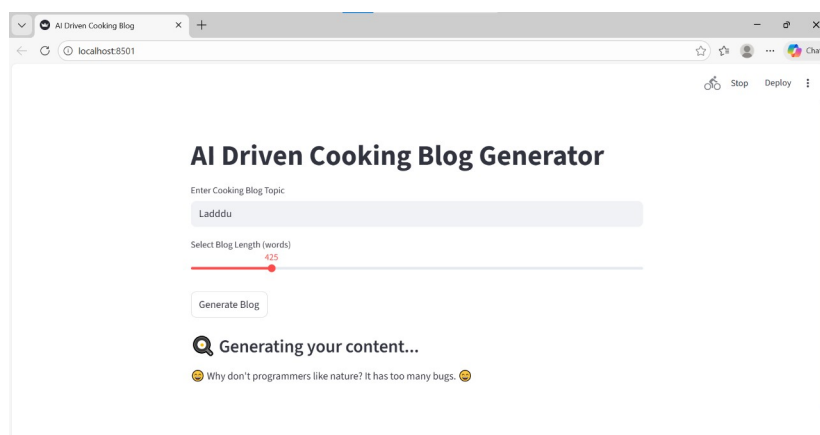 AI Driven Cooking Blog
localhost:8501
Chat
Stop Deploy
AI Driven Cooking Blog Generator
Enter Cooking Blog Topic
Ladddu
Select Blog Length (words)
425
Generate Blog
🍳 Generating your content...
😄 Why don't programmers like nature? It has too many bugs. 😄